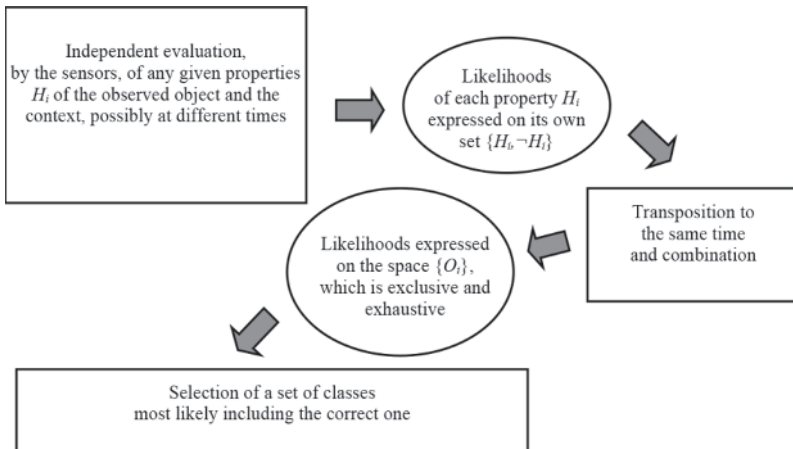 Independent evaluation,
by the sensors, of any given properties
Hᵢ of the observed object and the
context, possibly at different times
Likelihoods
of each property Hᵢ
expressed on its own
set {Hᵢ,¬Hᵢ}
Transposition to
the same time
and combination
Likelihoods expressed
on the space {Oᵢ},
which is exclusive and
exhaustive
Selection of a set of classes
most likely including the correct one